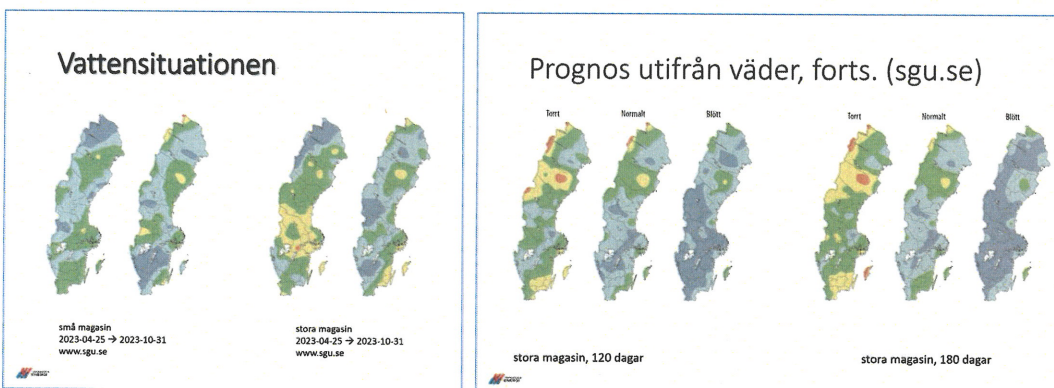 Vattensituationen
små magasin
2023-04-25 → 2023-10-31
www.sgu.se
stora magasin
2023-04-25 → 2023-10-31
www.sgu.se
Prognos utifrån väder, forts. (sgu.se)
Torrt Normalt Blött
Torrt Normalt Blött
stora magasin, 120 dagar
stora magasin, 180 dagar